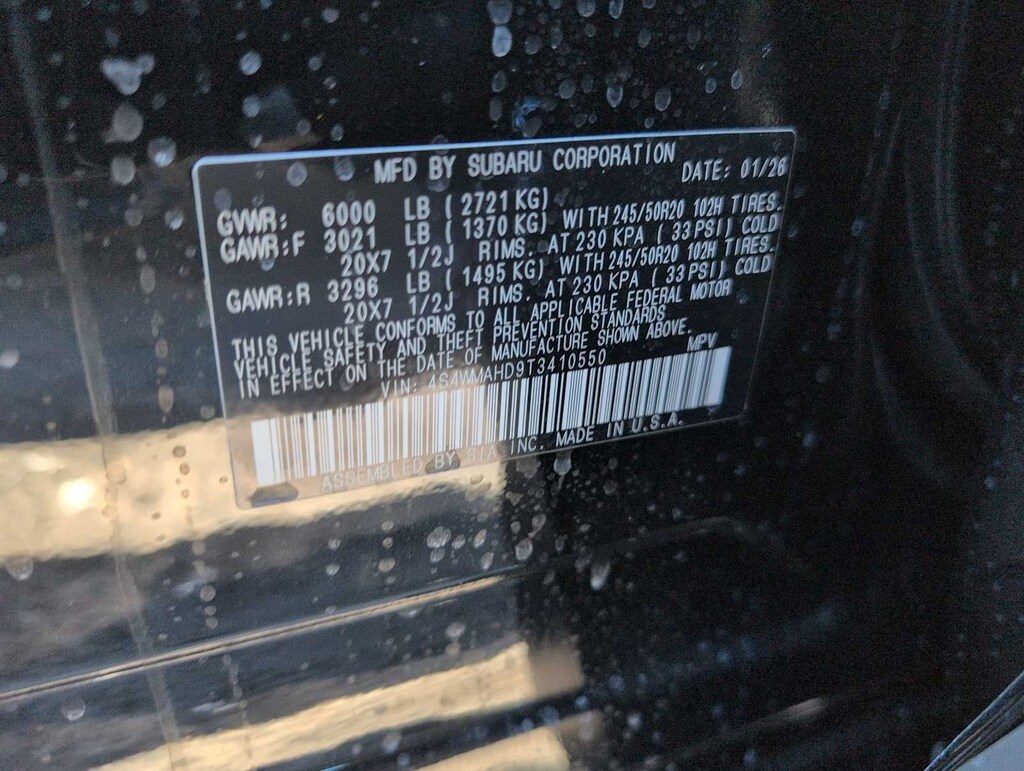 MFD BY SUBARU CORPORATION DATE: 01/26
GVWR: 6000 LB ( 2721 KG)
GAWR:F 3021 LB ( 1370 KG) WITH 245/50R20 102H TIRES.
20X7 1/2J RIMS. AT 230 KPA ( 33 PSI) COLD
GAWR:R 3296 LB ( 1495 KG) WITH 245/50R20 102H TIRES.
20X7 1/2J RIMS. AT 230 KPA ( 33 PSI) COLD
THIS VEHICLE CONFORMS TO ALL APPLICABLE FEDERAL MOTOR
VEHICLE SAFETY AND THEFT PREVENTION STANDARDS
IN EFFECT ON THE DATE OF MANUFACTURE SHOWN ABOVE.
VIN: 4S4WMAHD9T3410550 MPV
ASSEMBLED BY SIA INC. MADE IN U.S.A.